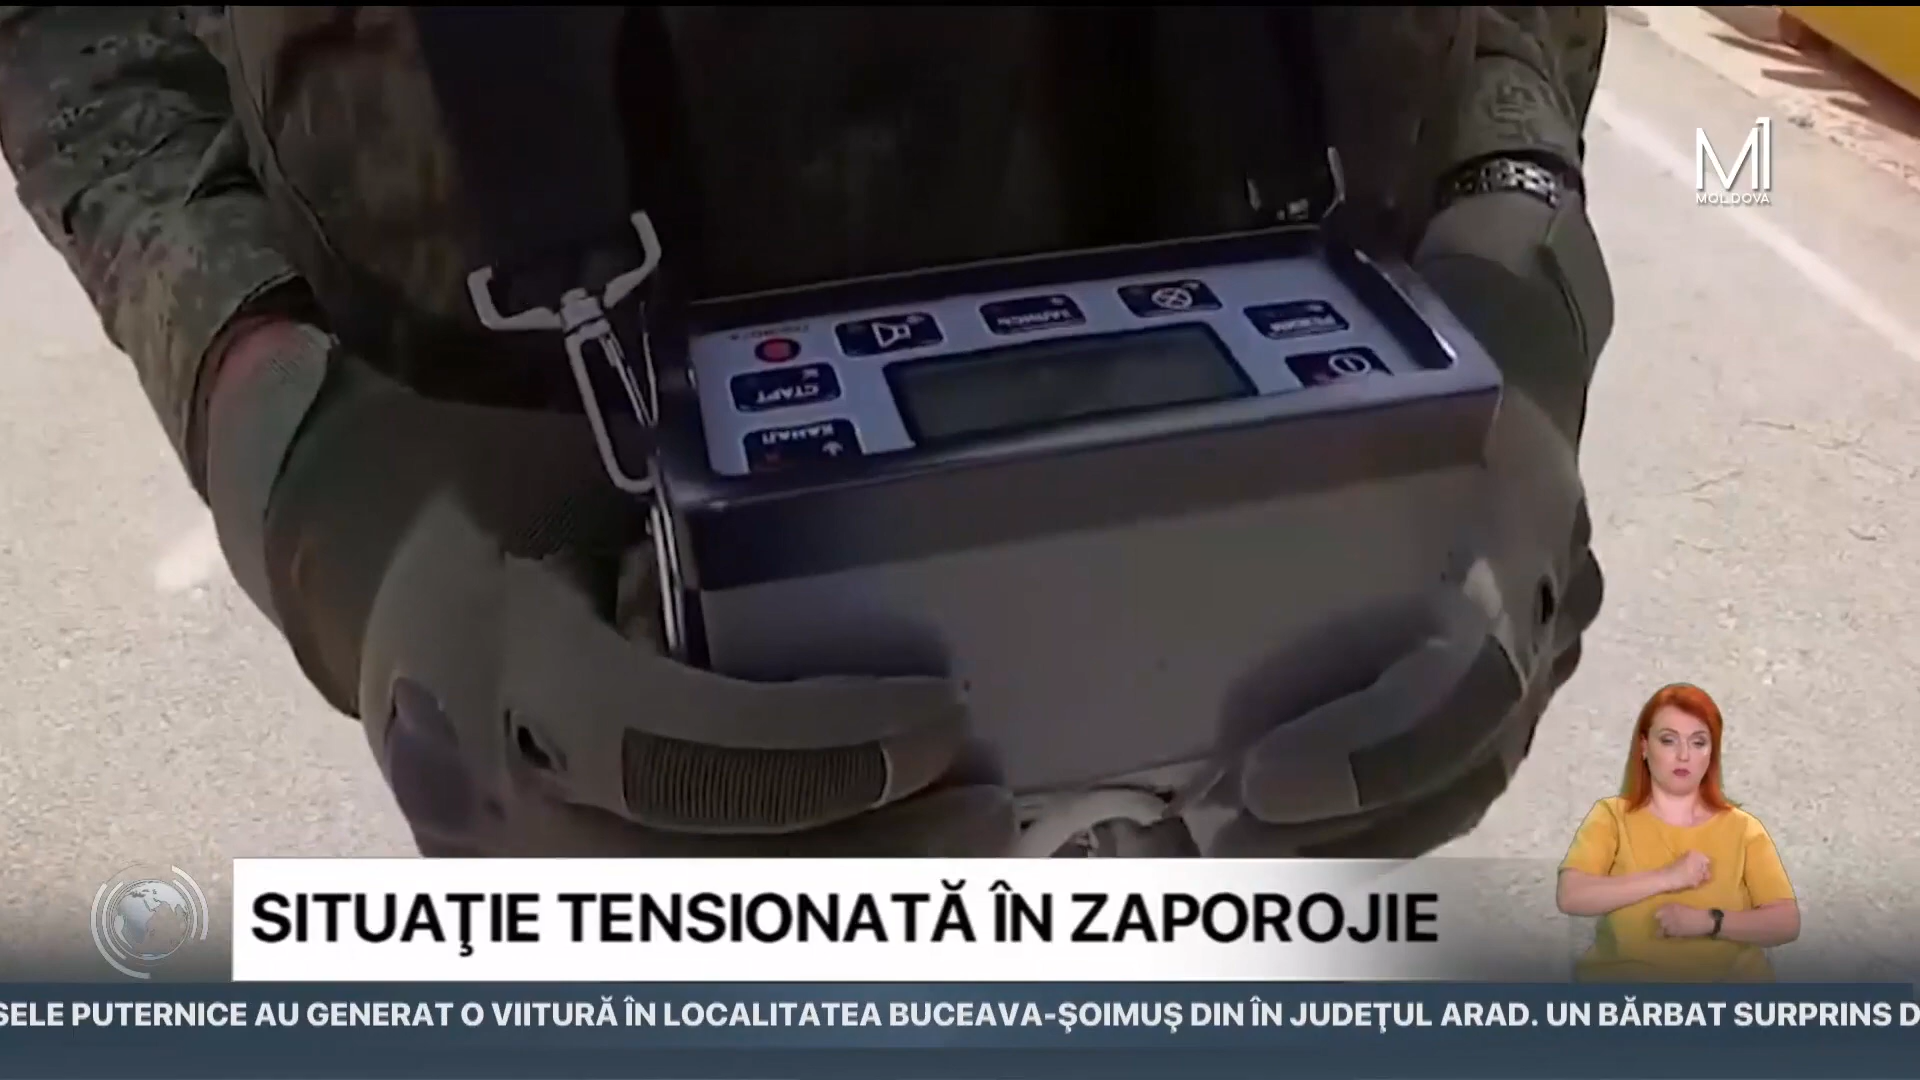 M1
MOLDOVA
СТАРТ
КАНАЛ
РЕЖИМ
SITUAŢIE TENSIONATĂ ÎN ZAPOROJIE
SELE PUTERNICE AU GENERAT O VIITURĂ ÎN LOCALITATEA BUCEAVA-ŞOIMUŞ DIN ÎN JUDEŢUL ARAD. UN BĂRBAT SURPRINS D